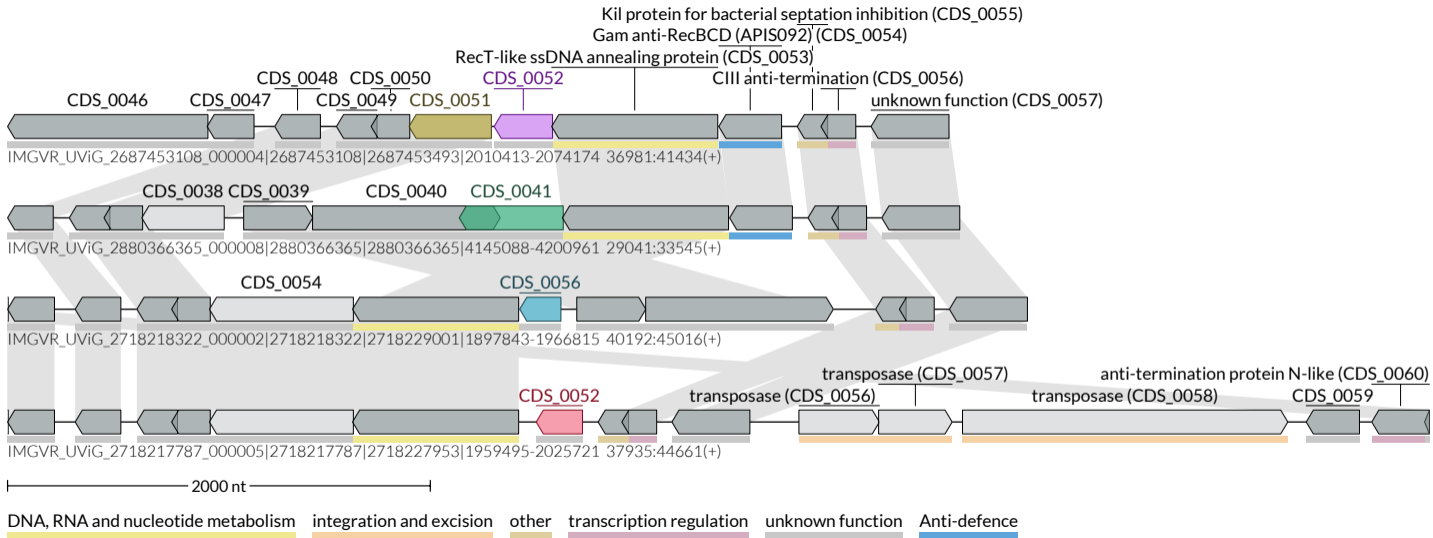 Kil protein for bacterial septation inhibition (CDS_0055)
Gam anti-RecBCD (APIS092) (CDS_0054)
RecT-like ssDNA annealing protein (CDS_0053)
CDS_0048 CDS_0050 CDS_0052 CIII anti-termination (CDS_0056)
CDS_0046 CDS_0047 CDS_0049 CDS_0051 unknown function (CDS_0057)
IMGVR_UViG_2687453108_000004|2687453108|2687453493|2010413-2074174 36981:41434(+)
CDS_0038 CDS_0039 CDS_0040 CDS_0041
IMGVR_UViG_2880366365_000008|2880366365|2880366365|4145088-4200961 29041:33545(+)
CDS_0054 CDS_0056
IMGVR_UViG_2718218322_000002|2718218322|2718229001|1897843-1966815 40192:45016(+)
transposase (CDS_0057) anti-termination protein N-like (CDS_0060)
CDS_0052 transposase (CDS_0056) transposase (CDS_0058) CDS_0059
IMGVR_UViG_2718217787_000005|2718217787|2718227953|1959495-2025721 37935:44661(+)
2000 nt
DNA, RNA and nucleotide metabolism integration and excision other transcription regulation unknown function Anti-defence